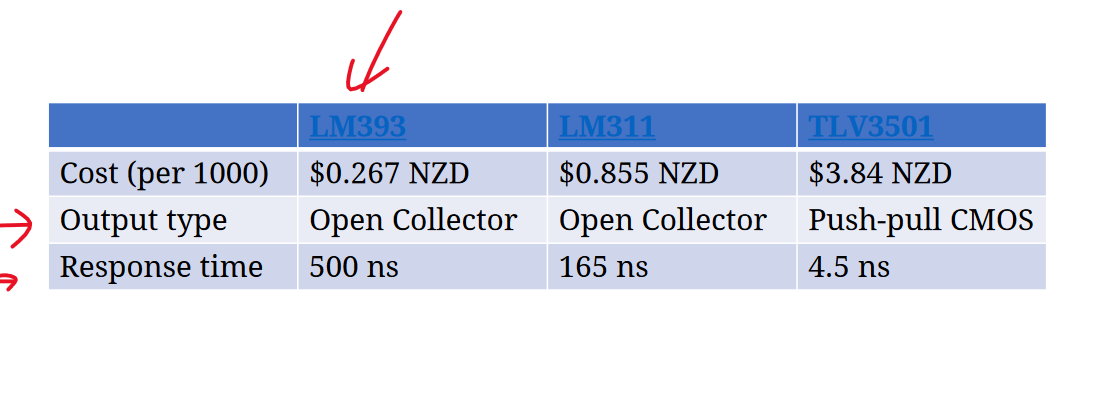 LM393 LM311 TLV3501
Cost (per 1000) $0.267 NZD $0.855 NZD $3.84 NZD
Output type Open Collector Open Collector Push-pull CMOS
Response time 500 ns 165 ns 4.5 ns